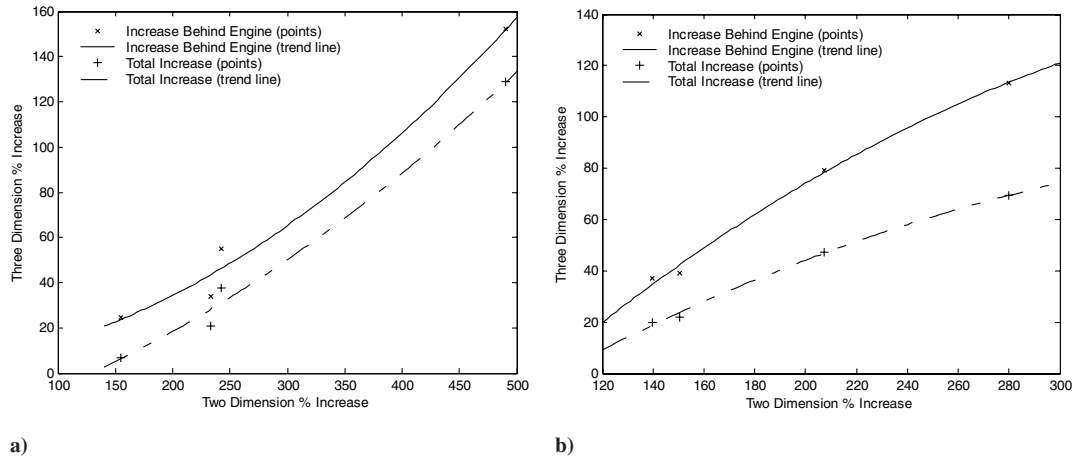 160
140
120
100
80
60
40
20
0
Three Dimension % Increase
Increase Behind Engine (points)
Increase Behind Engine (trend line)
Total Increase (points)
Total Increase (trend line)
100 150 200 250 300 350 400 450 500
Two Dimension % Increase
a)
140
120
100
80
60
40
20
0
Three Dimension % Increase
Increase Behind Engine (points)
Increase Behind Engine (trend line)
Total Increase (points)
Total Increase (trend line)
120 140 160 180 200 220 240 260 280 300
Two Dimension % Increase
b)